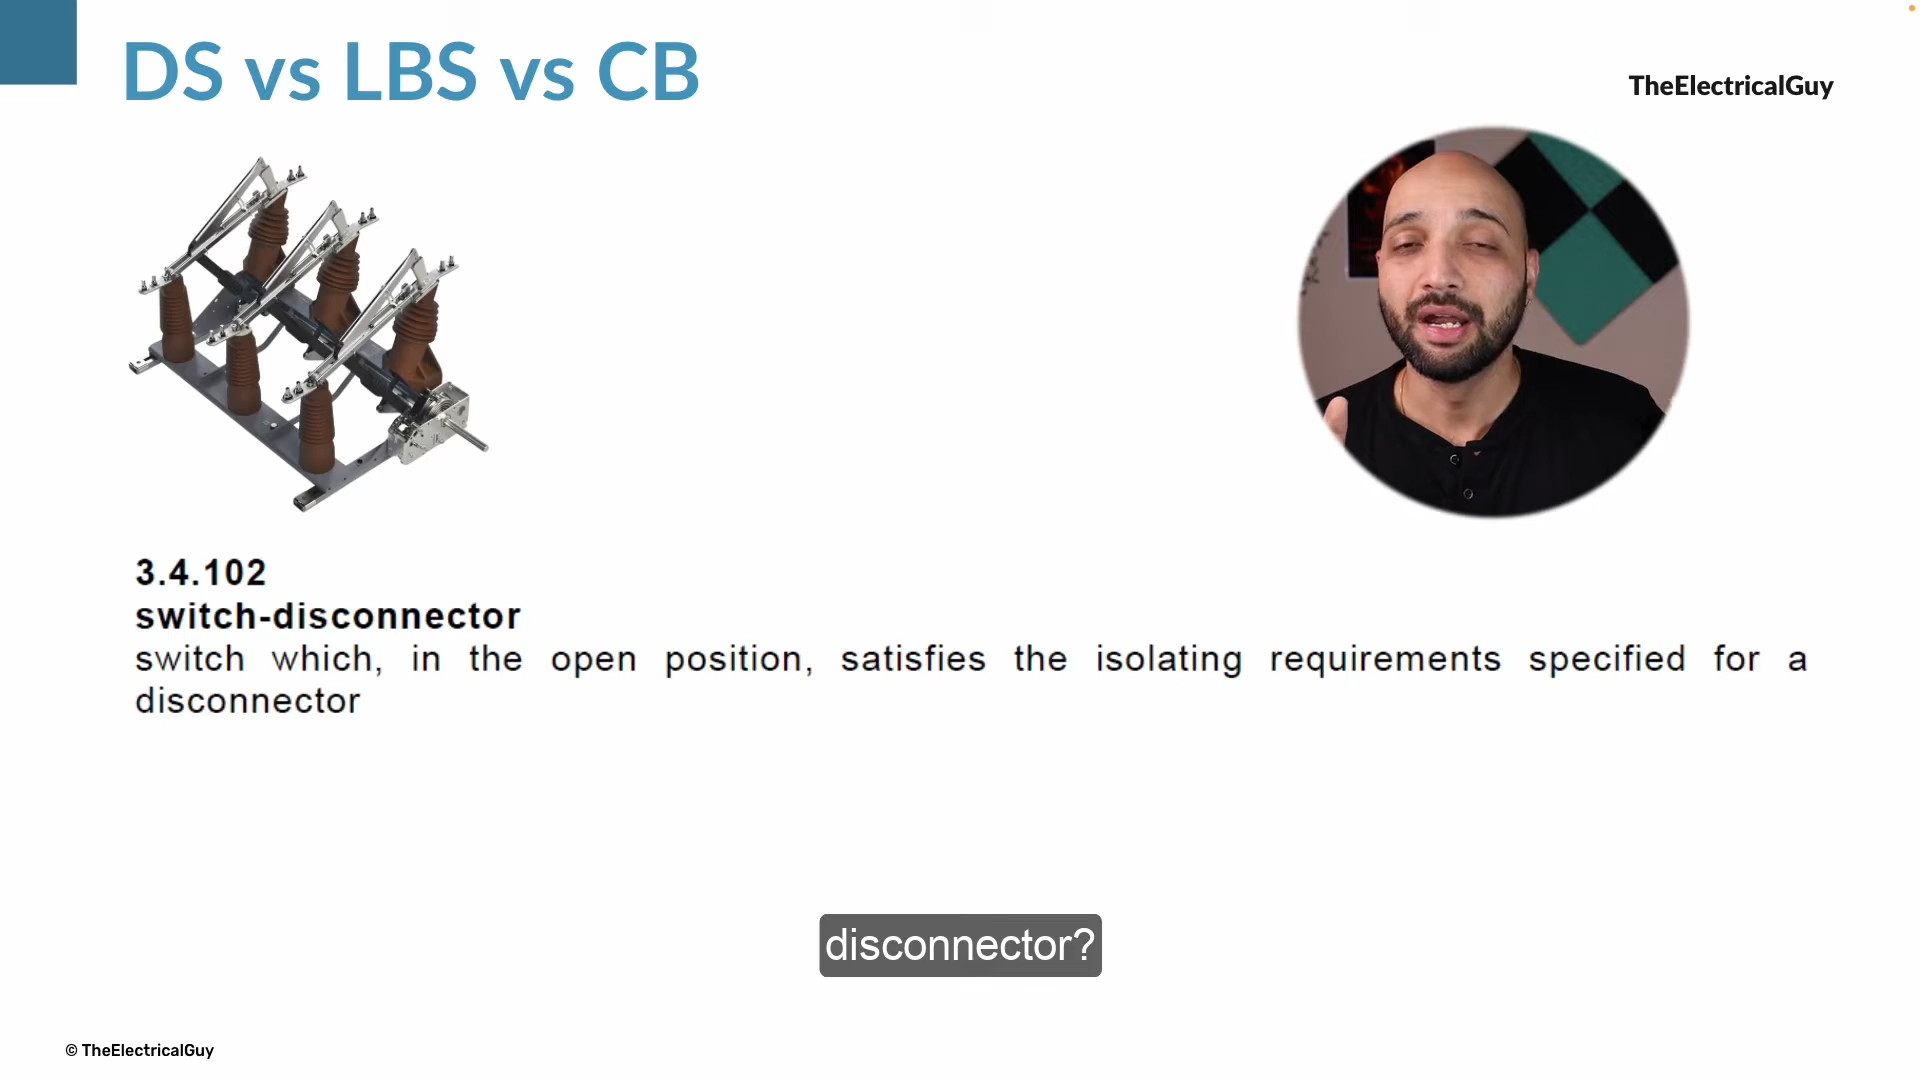 DS vs LBS vs CB
TheElectricalGuy
3.4.102
switch-disconnector
switch which, in the open position, satisfies the isolating requirements specified for a
disconnector
disconnector?
© TheElectricalGuy